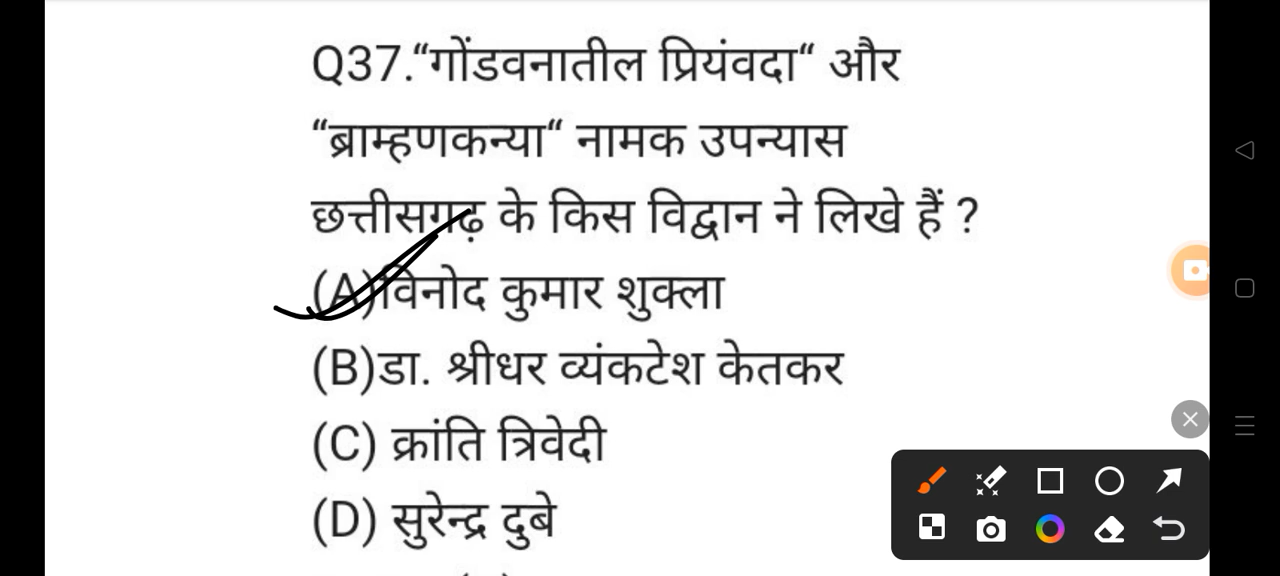 Q37.“गोंडवनातील प्रियंवदा“ और
“ब्राम्हणकन्या“ नामक उपन्यास
छत्तीसगढ़ के किस विद्वान ने लिखे हैं ?
(A)विनोद कुमार शुक्ला
(B)डा. श्रीधर व्यंकटेश केतकर
(C) क्रांति त्रिवेदी
(D) सुरेन्द्र दुबे